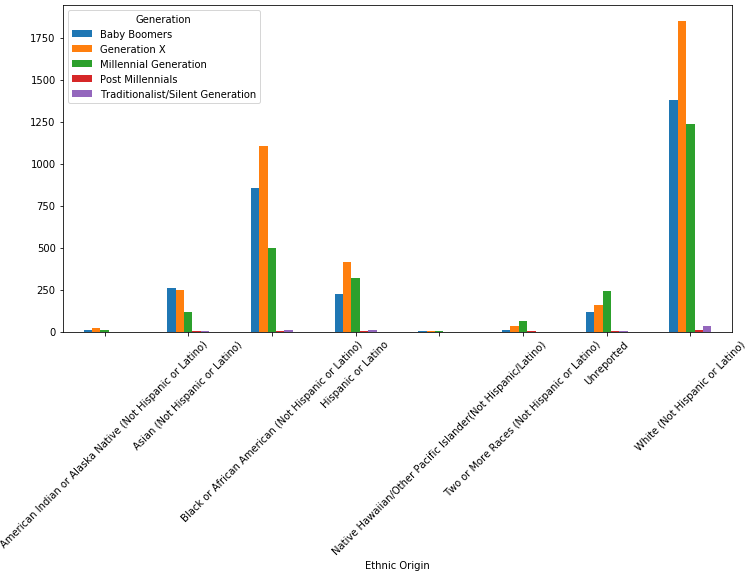 Generation
Baby Boomers
Generation X
Millennial Generation
Post Millennials
Traditionalist/Silent Generation
1750
1500
1250
1000
750
500
250
0
American Indian or Alaska Native (Not Hispanic or Latino)
Asian (Not Hispanic or Latino)
Black or African American (Not Hispanic or Latino)
Hispanic or Latino
Native Hawaiian/Other Pacific Islander(Not Hispanic/Latino)
Two or More Races (Not Hispanic or Latino)
Unreported
White (Not Hispanic or Latino)
Ethnic Origin